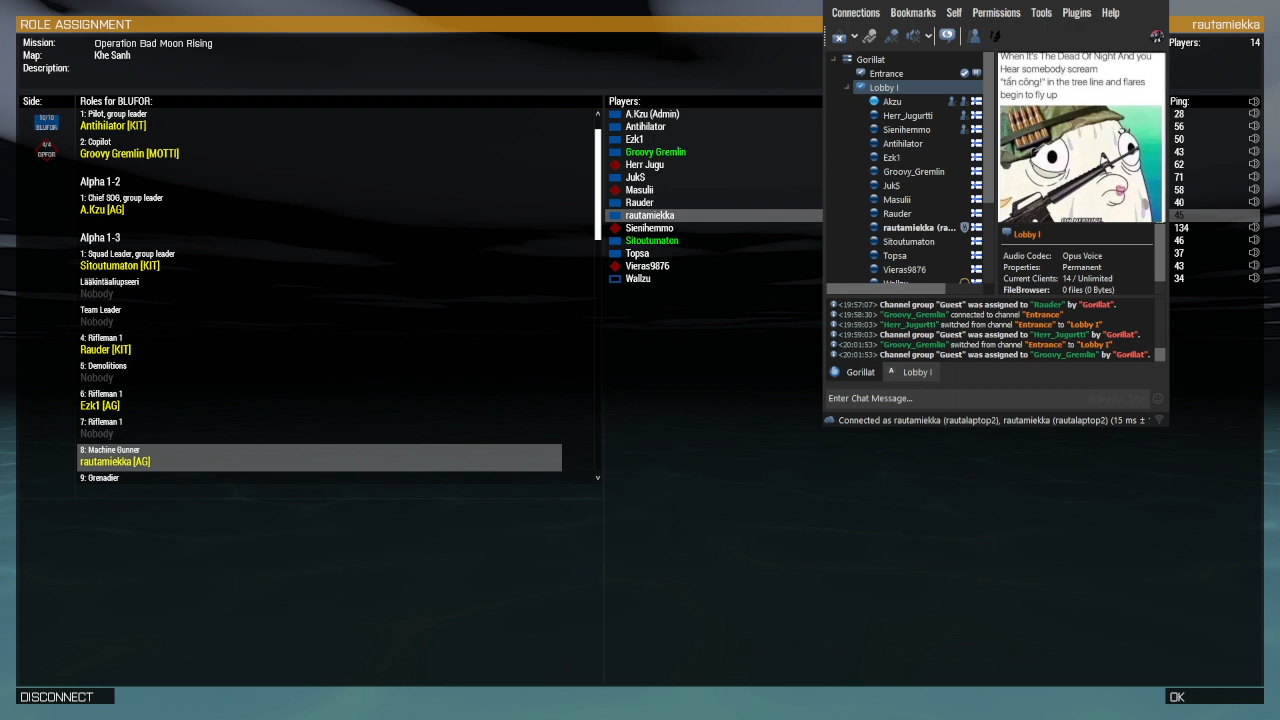 ROLE ASSIGNMENT
rautamiekka
Mission: Operation Bad Moon Rising
Map: Khe Sanh
Description:
Players: 14
Side:
Roles for BLUFOR:
Players:
Ping:
10/10
BLUFOR
4/4
OPFOR
1: Pilot, group leader
Antihilator [KIT]
2: Copilot
Groovy Gremlin [MOTTI]
Alpha 1-2
1: Chief SOG, group leader
A.Kzu [AG]
Alpha 1-3
1: Squad Leader, group leader
Sitoutumaton [KIT]
Lääkintäaliupseeri
Nobody
Team Leader
Nobody
4: Rifleman 1
Rauder [KIT]
5: Demolitions
Nobody
6: Rifleman 1
Ezk1 [AG]
7: Rifleman 1
Nobody
8: Machine Gunner
rautamiekka [AG]
9: Grenadier
A.Kzu (Admin)
Antihilator
Ezk1
Groovy Gremlin
Herr Jugu
JukS
Masulii
Rauder
rautamiekka
Sienihemmo
Sitoutumaton
Topsa
Vieras9876
Wallzu
28
56
50
43
62
71
58
40
45
134
46
37
43
34
Connections Bookmarks Self Permissions Tools Plugins Help
Gorillat
Entrance
Lobby I
Akzu
Herr_Jugurtti
Sienihemmo
Antihilator
Ezk1
Groovy_Gremlin
JukS
Masulii
Rauder
rautamiekka (ra...
Sitoutumaton
Topsa
Vieras9876
Wallzu
When It's The Dead Of Night And you
Hear somebody scream
"tấn công!" in the tree line and flares
begin to fly up
Lobby I
Audio Codec: Opus Voice
Properties: Permanent
Current Clients: 14 / Unlimited
FileBrowser: 0 files (0 Bytes)
<19:57:07> Channel group "Guest" was assigned to "Rauder" by "Gorillat".
<19:58:30> "Groovy_Gremlin" connected to channel "Entrance"
<19:59:03> "Herr_Jugurtti" switched from channel "Entrance" to "Lobby I"
<19:59:03> Channel group "Guest" was assigned to "Herr_Jugurtti" by "Gorillat".
<20:01:53> "Groovy_Gremlin" switched from channel "Entrance" to "Lobby I"
<20:01:53> Channel group "Guest" was assigned to "Groovy_Gremlin" by "Gorillat".
Gorillat
Lobby I
Enter Chat Message...
Connected as rautamiekka (rautalaptop2), rautamiekka (rautalaptop2) (15 ms ±
DISCONNECT
OK